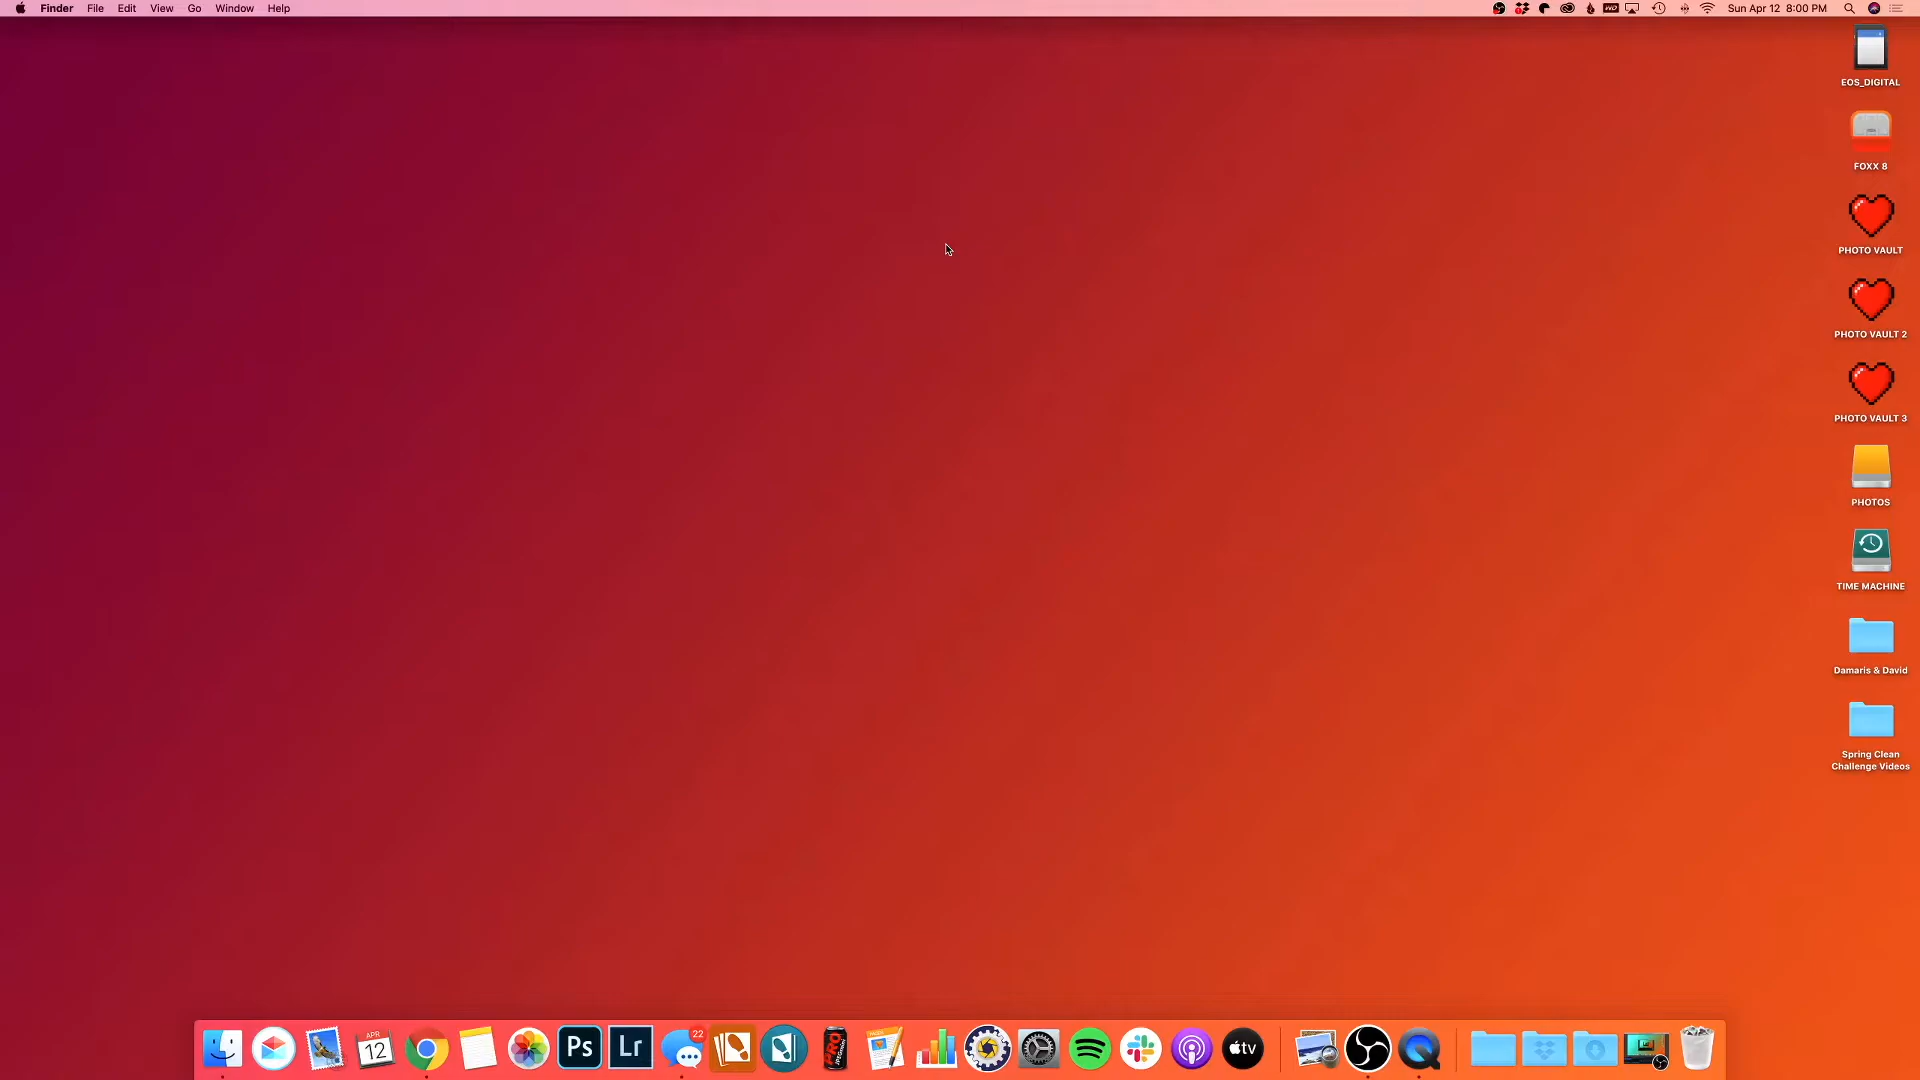 Finder File Edit View Go Window Help
Sun Apr 12 8:00 PM
EOS_DIGITAL
FOXX 8
PHOTO VAULT
PHOTO VAULT 2
PHOTO VAULT 3
PHOTOS
TIME MACHINE
Damaris & David
Spring Clean
Challenge Videos
APR
12
Ps
Lr
22
PRO
PAGES
tv